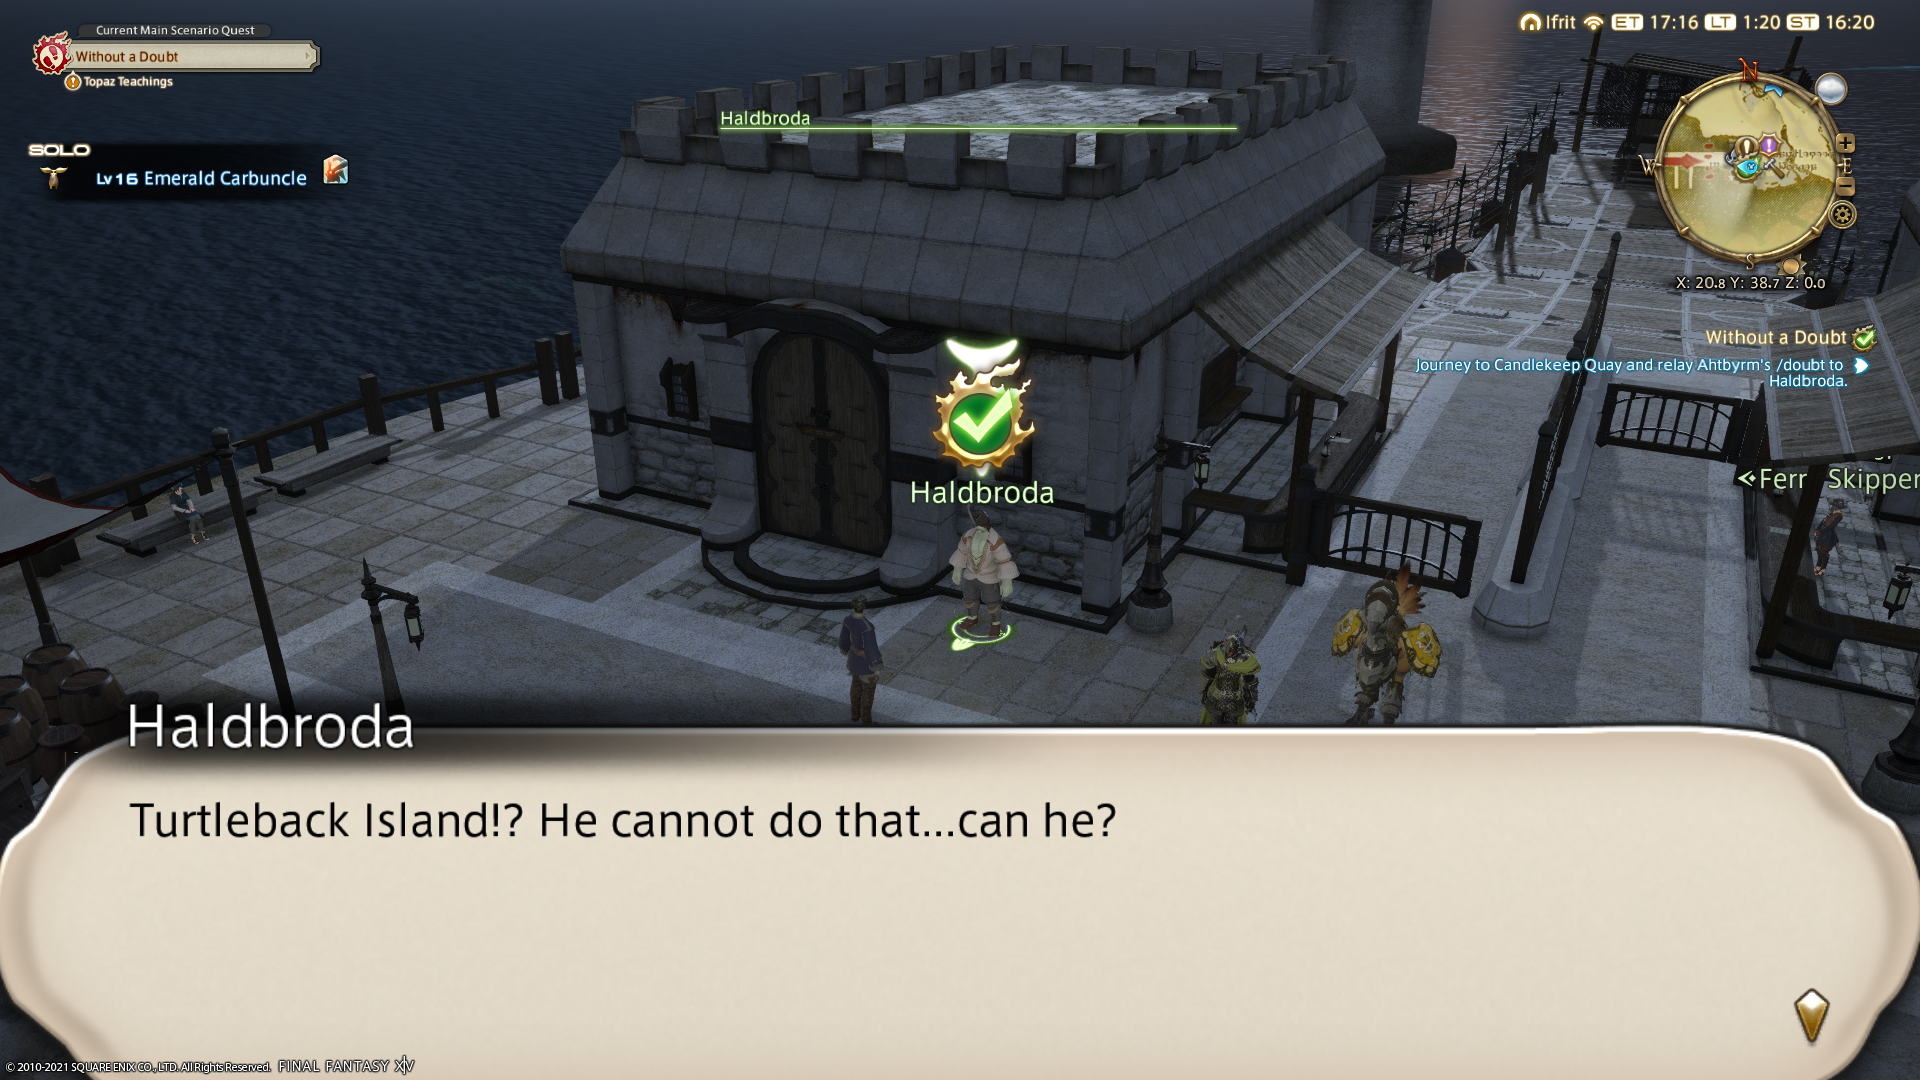 Current Main Scenario Quest
Without a Doubt
Topaz Teachings
SOLO
Lv16 Emerald Carbuncle
Haldbroda
Ifrit ET 17:16 LT 1:20 ST 16:20
N
W
E
S
X: 20.8 Y: 38.7 Z: 0.0
Without a Doubt
Journey to Candlekeep Quay and relay Ahtbyrm's /doubt to
Haldbroda.
Haldbroda
Ferr Skipper
Haldbroda
Turtleback Island!? He cannot do that...can he?
© 2010-2021 SQUARE ENIX CO., LTD. All Rights Reserved. FINAL FANTASY XIV